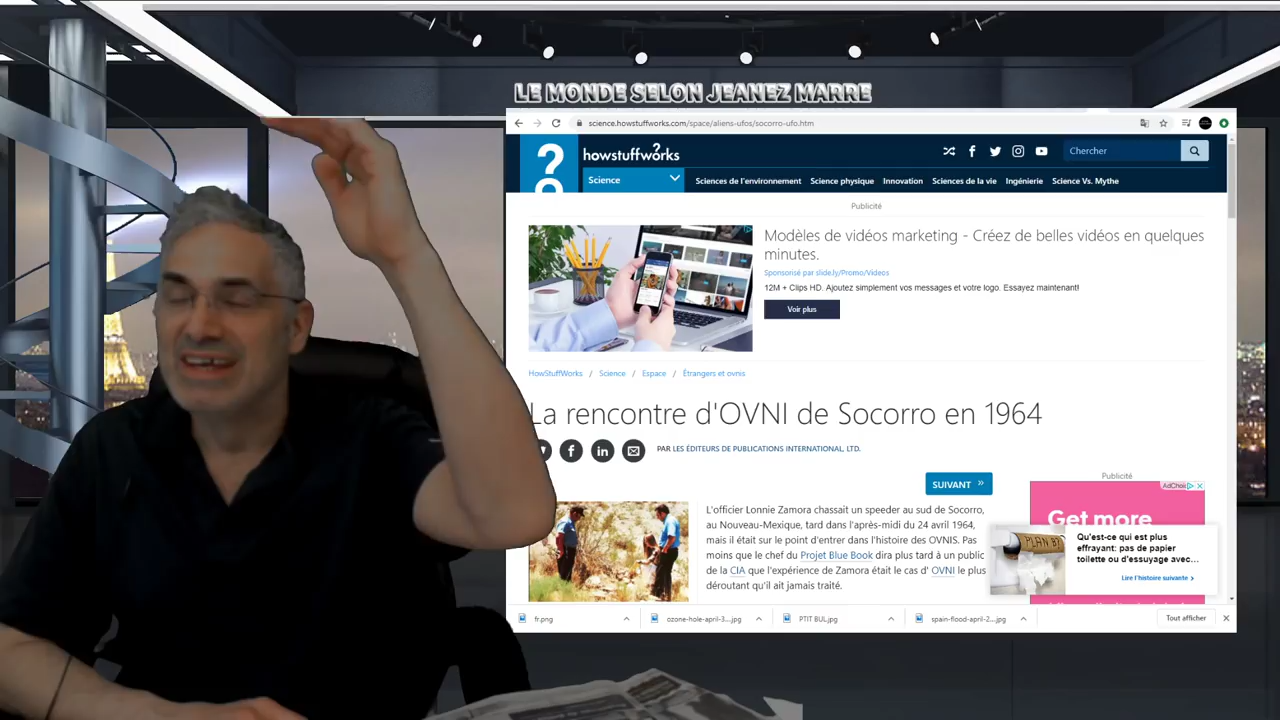 LE MONDE SELON JEANEZ MARRE
science.howstuffworks.com/space/aliens-ufos/socorro-ufo.htm
howstuffworks
Chercher
Science
Sciences de l'environnement
Science physique
Innovation
Sciences de la vie
Ingénierie
Science Vs. Mythe
Publicité
Modèles de vidéos marketing - Créez de belles vidéos en quelques
minutes.
Sponsorisé par slide.ly/Promo/Videos
12M + Clips HD. Ajoutez simplement vos messages et votre logo. Essayez maintenant!
Voir plus
HowStuffWorks / Science / Espace / Étrangers et ovnis
La rencontre d'OVNI de Socorro en 1964
PAR LES ÉDITEURS DE PUBLICATIONS INTERNATIONAL, LTD.
SUIVANT »
L'officier Lonnie Zamora chassait un speeder au sud de Socorro,
au Nouveau-Mexique, tard dans l'après-midi du 24 avril 1964,
mais il était sur le point d'entrer dans l'histoire des OVNIS. Pas
moins que le chef du Projet Blue Book dira plus tard à un public
de la CIA que l'expérience de Zamora était le cas d' OVNI le plus
déroutant qu'il ait jamais traité.
Publicité
AdChoic
Get more
PLAN B?
Qu'est-ce qui est plus
effrayant: pas de papier
toilette ou d'essuyage avec...
Lire l'histoire suivante >
fr.png
ozone-hole-april-3....jpg
PTIT BUL.jpg
spain-flood-april-2....jpg
Tout afficher